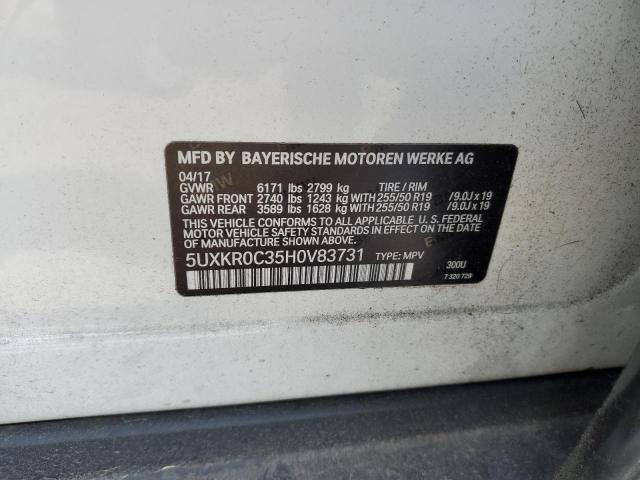 MFD BY BAYERISCHE MOTOREN WERKE AG
04/17
GVWR 6171 lbs 2799 kg TIRE / RIM
GAWR FRONT 2740 lbs 1243 kg WITH 255/50 R19 /9.0J x 19
GAWR REAR 3589 lbs 1628 kg WITH 255/50 R19 /9.0J x 19
THIS VEHICLE CONFORMS TO ALL APPLICABLE U. S. FEDERAL
MOTOR VEHICLE SAFETY STANDARDS IN EFFECT ON THE DATE OF
MANUFACTURE SHOWN ABOVE.
5UXKR0C35H0V83731 TYPE: MPV 300U
7 320 729